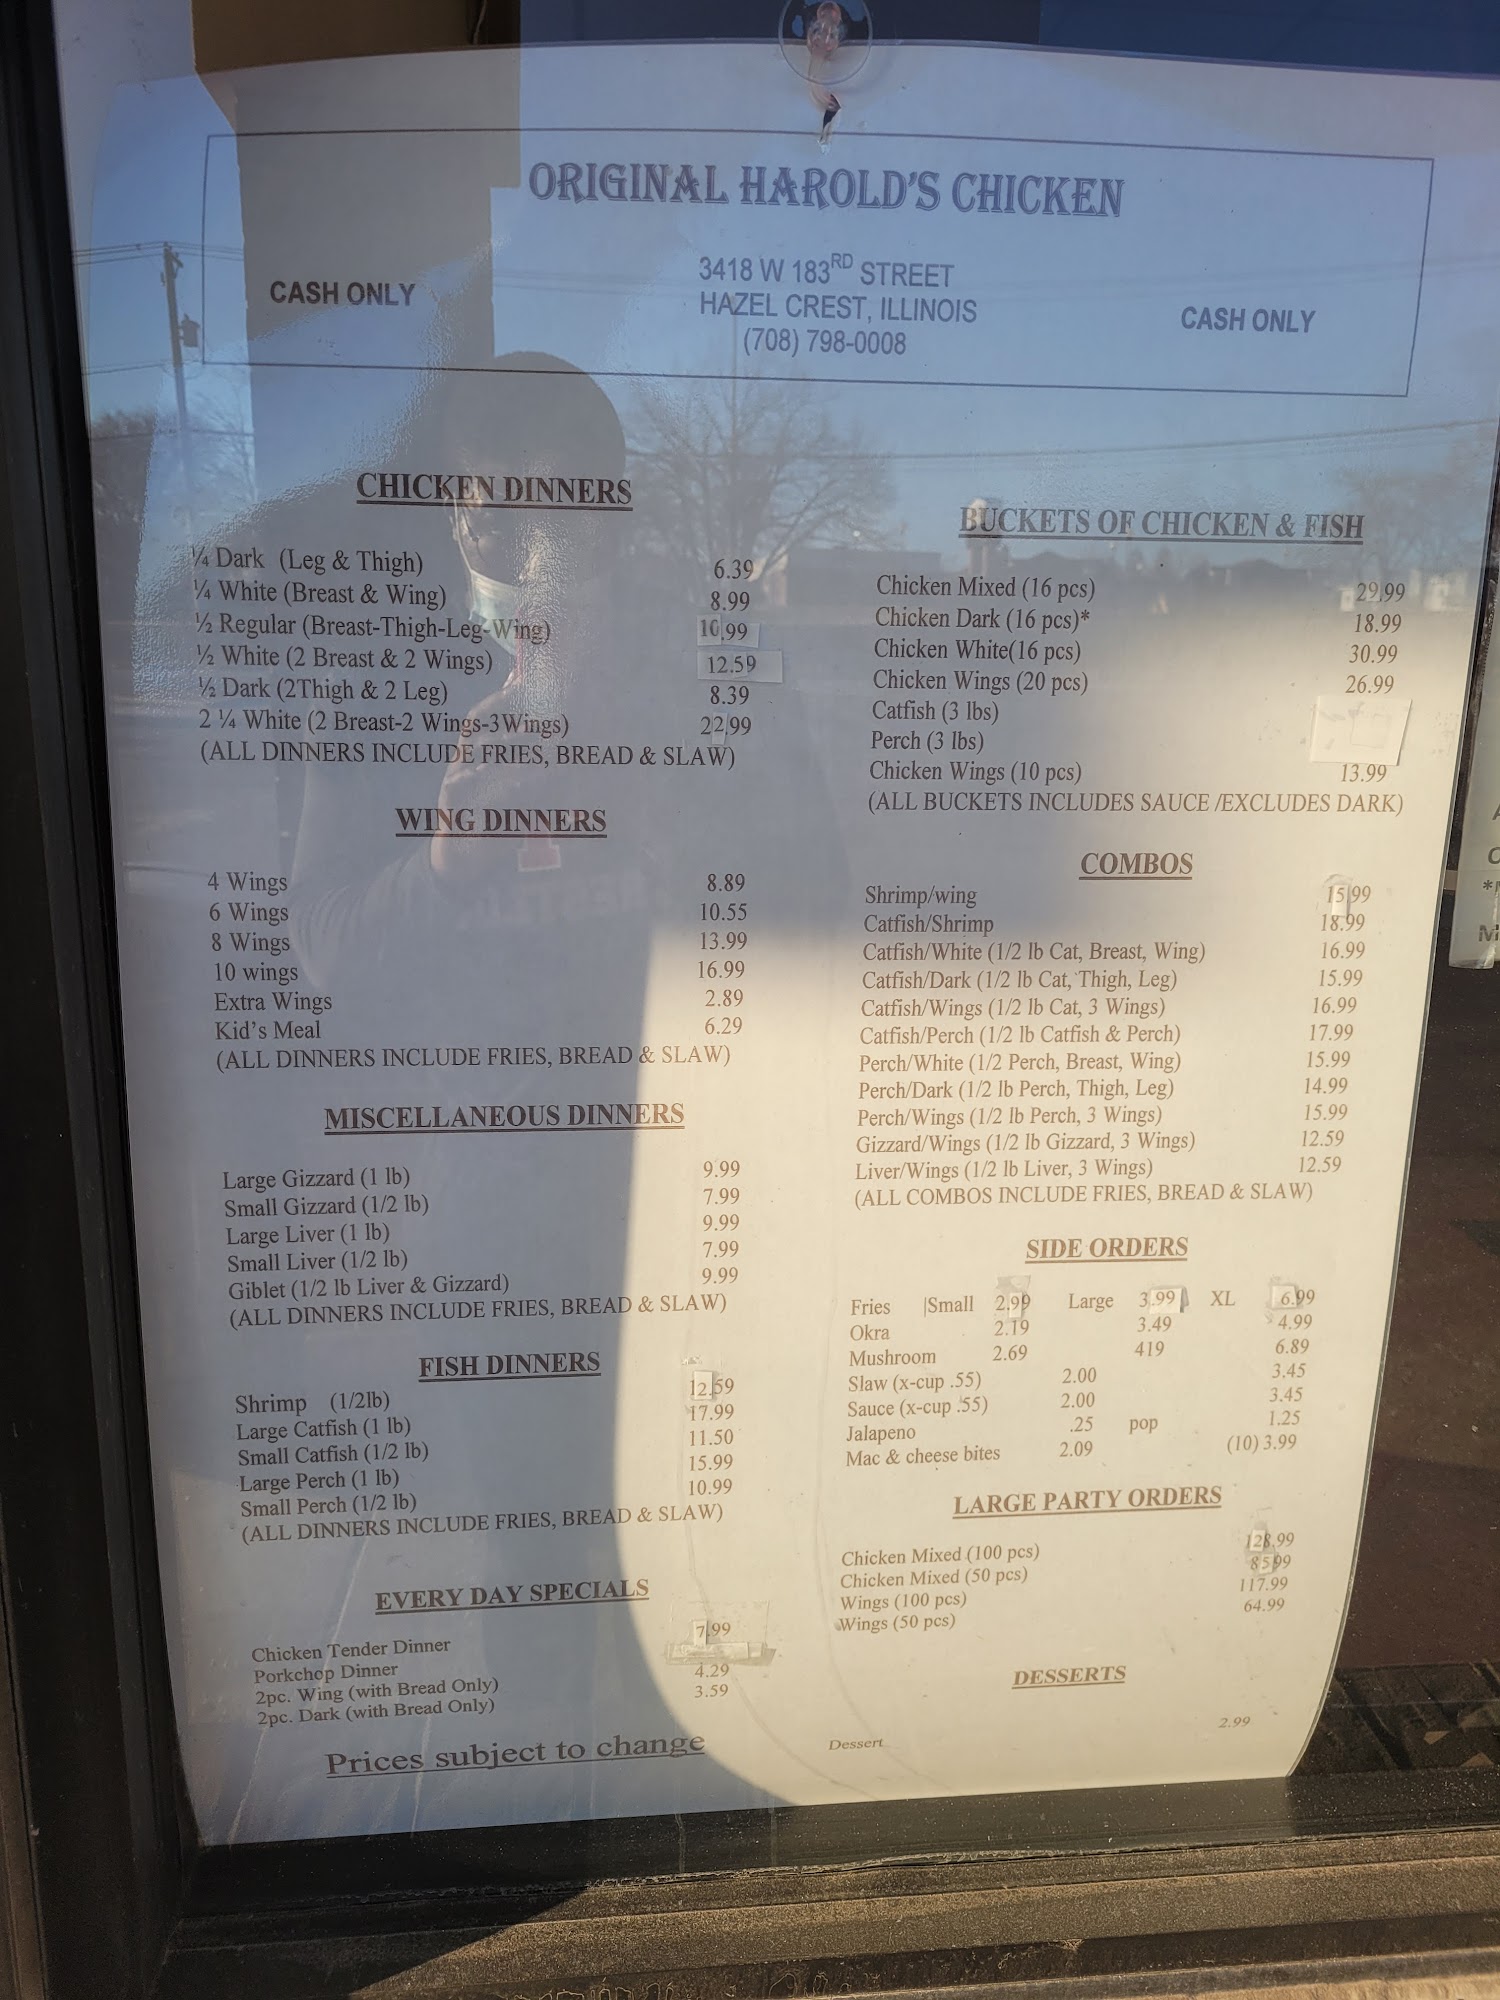 ORIGINAL HAROLD'S CHICKEN
3418 W 183RD STREET
HAZEL CREST, ILLINOIS
(708) 798-0008
CASH ONLY
CASH ONLY
CHICKEN DINNERS
¼ Dark (Leg & Thigh) 6.39
¼ White (Breast & Wing) 8.99
½ Regular (Breast-Thigh-Leg-Wing) 10.99
½ White (2 Breast & 2 Wings) 12.59
½ Dark (2Thigh & 2 Leg) 8.39
2 ¼ White (2 Breast-2 Wings-3Wings) 22.99
(ALL DINNERS INCLUDE FRIES, BREAD & SLAW)
WING DINNERS
4 Wings 8.89
6 Wings 10.55
8 Wings 13.99
10 wings 16.99
Extra Wings 2.89
Kid's Meal 6.29
(ALL DINNERS INCLUDE FRIES, BREAD & SLAW)
MISCELLANEOUS DINNERS
Large Gizzard (1 lb) 9.99
Small Gizzard (1/2 lb) 7.99
Large Liver (1 lb) 9.99
Small Liver (1/2 lb) 7.99
Giblet (1/2 lb Liver & Gizzard) 9.99
(ALL DINNERS INCLUDE FRIES, BREAD & SLAW)
FISH DINNERS
Shrimp (1/2lb) 12.59
Large Catfish (1 lb) 17.99
Small Catfish (1/2 lb) 11.50
Large Perch (1 lb) 15.99
Small Perch (1/2 lb) 10.99
(ALL DINNERS INCLUDE FRIES, BREAD & SLAW)
EVERY DAY SPECIALS
Chicken Tender Dinner 7.99
Porkchop Dinner
2pc. Wing (with Bread Only) 4.29
2pc. Dark (with Bread Only) 3.59
Prices subject to change
BUCKETS OF CHICKEN & FISH
Chicken Mixed (16 pcs) 29.99
Chicken Dark (16 pcs)* 18.99
Chicken White(16 pcs) 30.99
Chicken Wings (20 pcs) 26.99
Catfish (3 lbs)
Perch (3 lbs)
Chicken Wings (10 pcs) 13.99
(ALL BUCKETS INCLUDES SAUCE /EXCLUDES DARK)
COMBOS
Shrimp/wing 15.99
Catfish/Shrimp 18.99
Catfish/White (1/2 lb Cat, Breast, Wing) 16.99
Catfish/Dark (1/2 lb Cat, Thigh, Leg) 15.99
Catfish/Wings (1/2 lb Cat, 3 Wings) 16.99
Catfish/Perch (1/2 lb Catfish & Perch) 17.99
Perch/White (1/2 Perch, Breast, Wing) 15.99
Perch/Dark (1/2 lb Perch, Thigh, Leg) 14.99
Perch/Wings (1/2 lb Perch, 3 Wings) 15.99
Gizzard/Wings (1/2 lb Gizzard, 3 Wings) 12.59
Liver/Wings (1/2 lb Liver, 3 Wings) 12.59
(ALL COMBOS INCLUDE FRIES, BREAD & SLAW)
SIDE ORDERS
Fries |Small 2.99 Large 3.99 XL 6.99
Okra 2.19 3.49 4.99
Mushroom 2.69 419 6.89
Slaw (x-cup .55) 2.00 3.45
Sauce (x-cup .55) 2.00 3.45
Jalapeno .25 pop 1.25
Mac & cheese bites 2.09 (10) 3.99
LARGE PARTY ORDERS
Chicken Mixed (100 pcs) 128.99
Chicken Mixed (50 pcs) 85.99
Wings (100 pcs) 117.99
Wings (50 pcs) 64.99
DESSERTS
Dessert 2.99